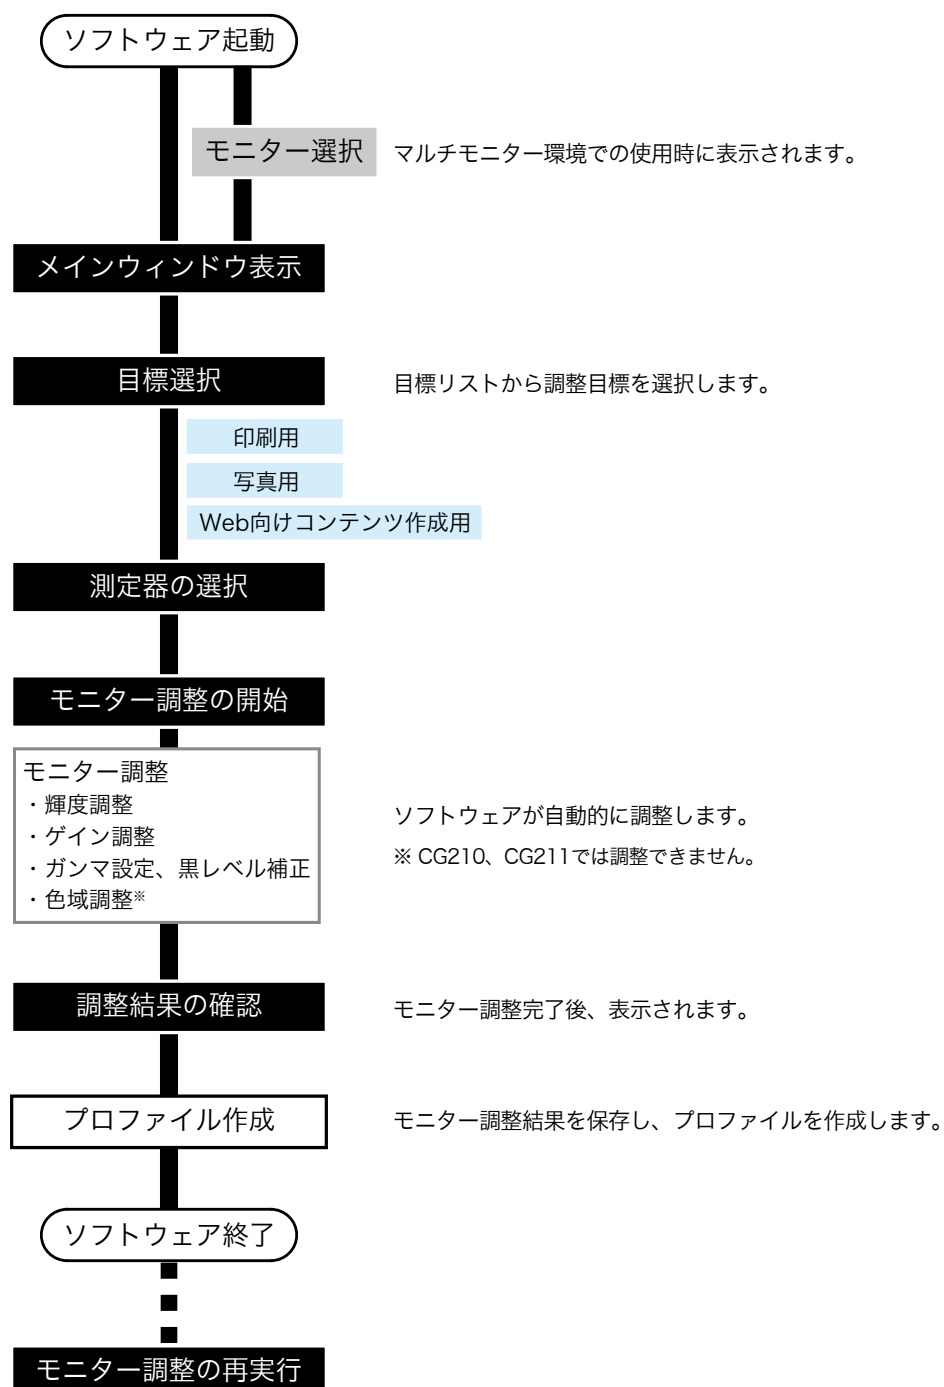 ソフトウェア起動
モニター選択
マルチモニター環境での使用時に表示されます。
メインウィンドウ表示
目標選択
目標リストから調整目標を選択します。
印刷用
写真用
Web向けコンテンツ作成用
測定器の選択
モニター調整の開始
モニター調整
・輝度調整
・ゲイン調整
・ガンマ設定、黒レベル補正
・色域調整※
ソフトウェアが自動的に調整します。
※ CG210、CG211では調整できません。
調整結果の確認
モニター調整完了後、表示されます。
プロファイル作成
モニター調整結果を保存し、プロファイルを作成します。
ソフトウェア終了
モニター調整の再実行